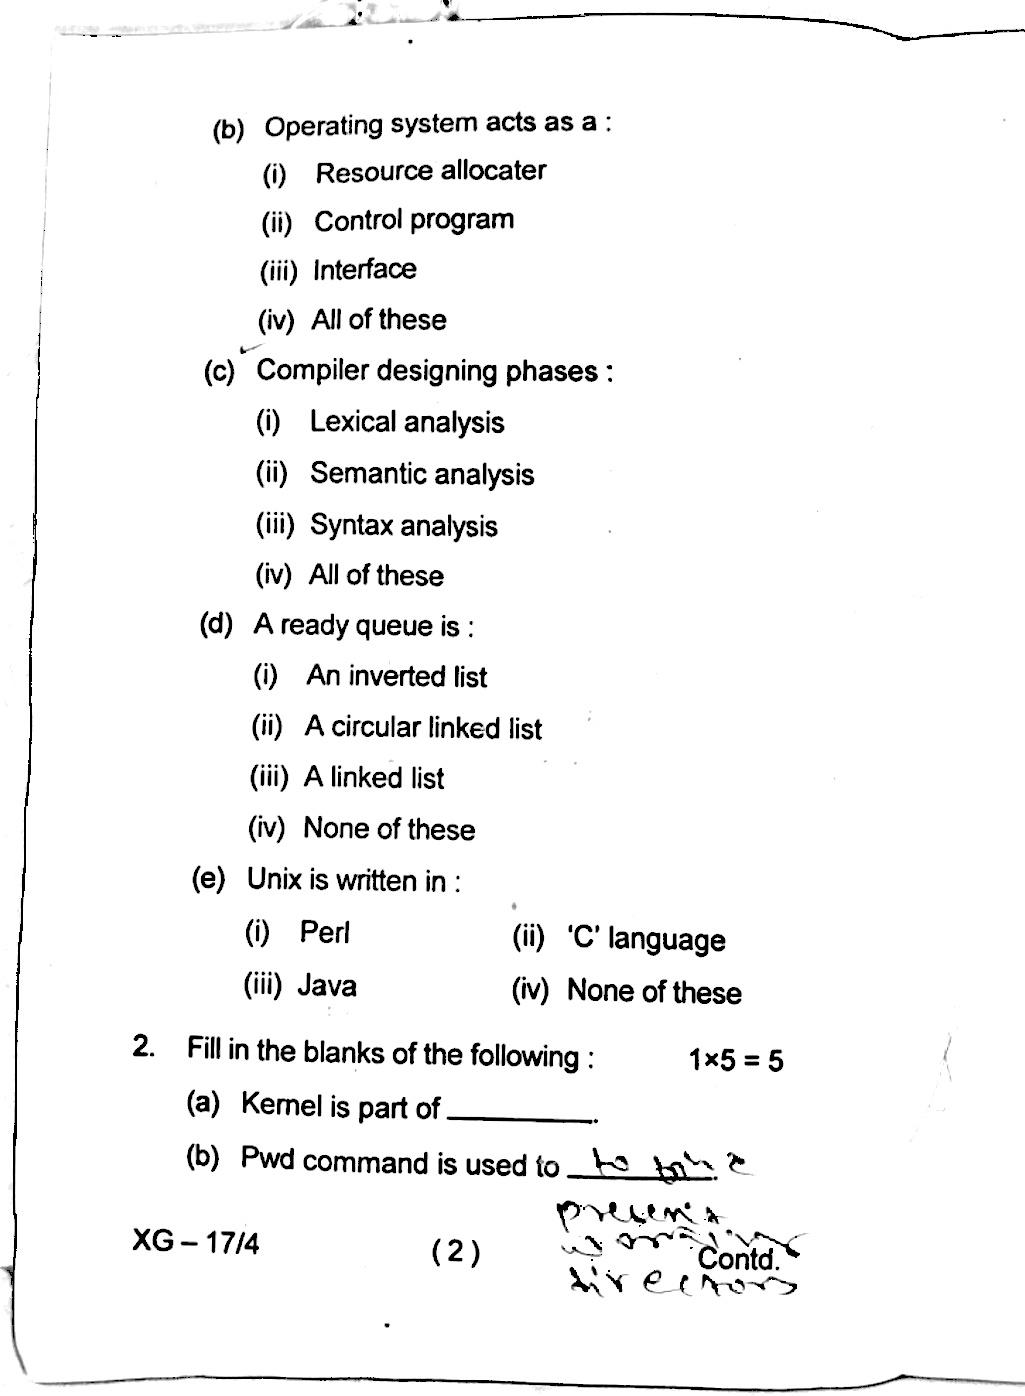 (b) Operating system acts as a :
(i) Resource allocater
(ii) Control program
(iii) Interface
(iv) All of these
(c) Compiler designing phases :
(i) Lexical analysis
(ii) Semantic analysis
(iii) Syntax analysis
(iv) All of these
(d) A ready queue is :
(i) An inverted list
(ii) A circular linked list
(iii) A linked list
(iv) None of these
(e) Unix is written in :
(i) Perl (ii) 'C' language
(iii) Java (iv) None of these
2. Fill in the blanks of the following : 1×5 = 5
(a) Kernel is part of ________.
(b) Pwd command is used to to
present
XG – 17/4 (2) Contd.